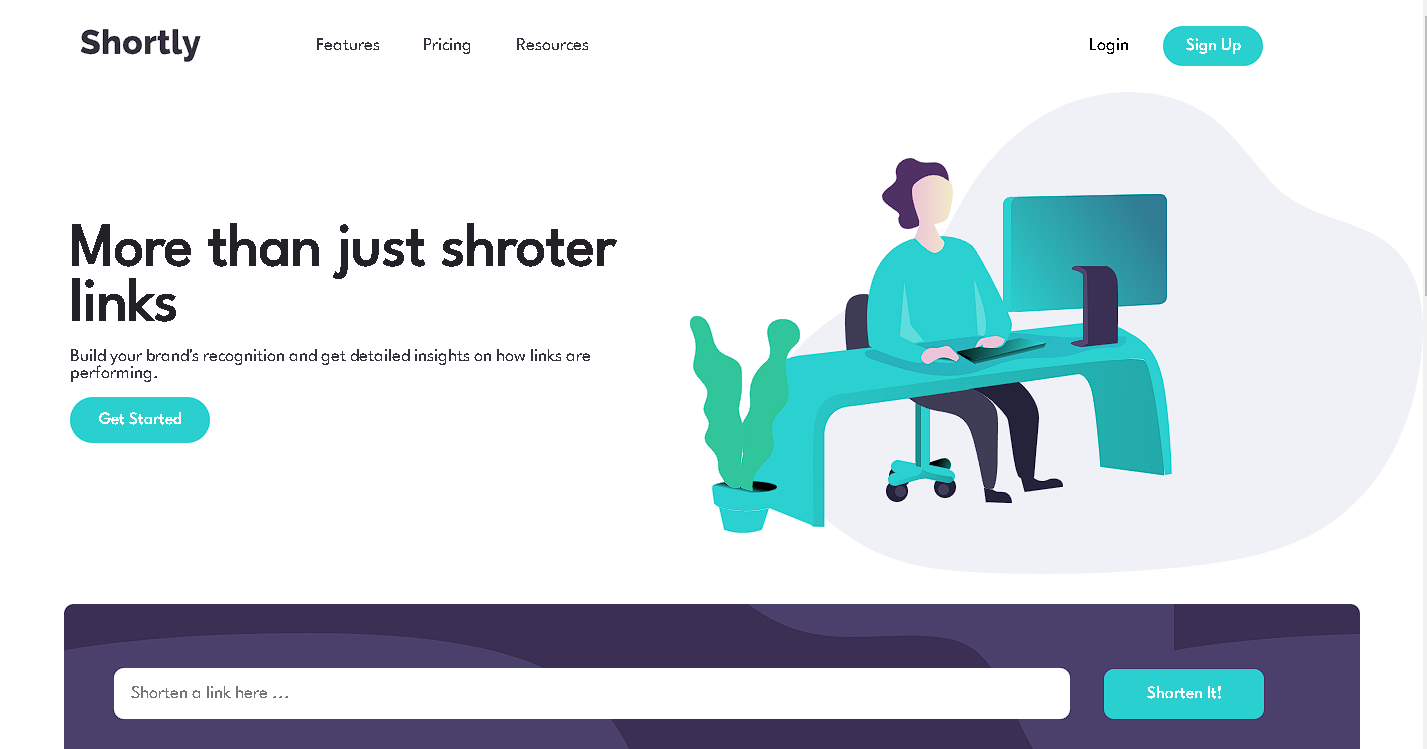 Shortly
Features
Pricing
Resources
Login
Sign Up
More than just shroter
links
Build your brand's recognition and get detailed insights on how links are
performing.
Get Started
Shorten a link here ...
Shorten It!